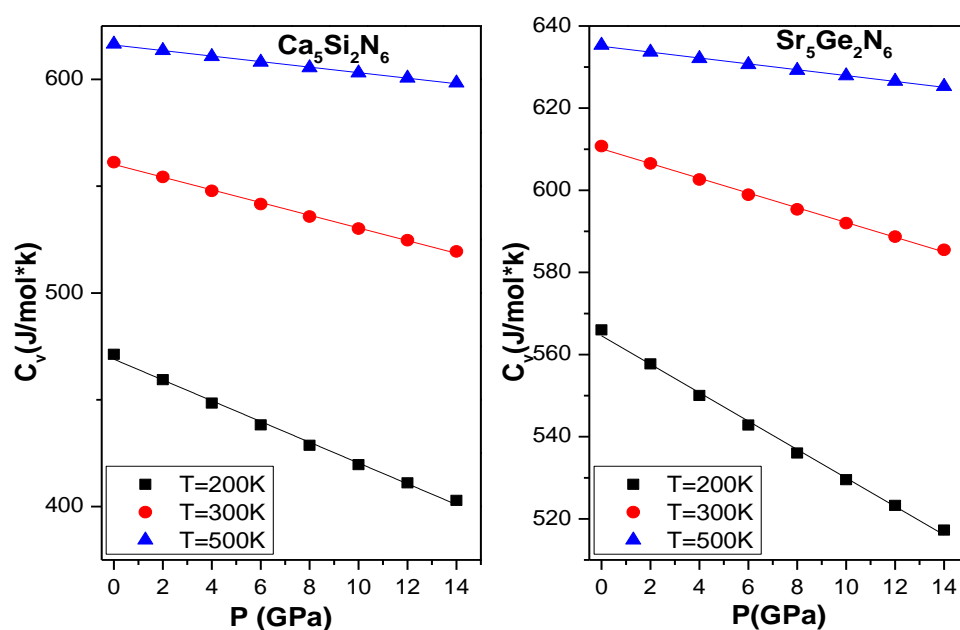 Ca₅Si₂N₆
600
500
400
C_v(J/mol*k)
T=200K
T=300K
T=500K
0 2 4 6 8 10 12 14
P (GPa)
Sr₅Ge₂N₆
640
620
600
580
560
540
520
C_v(J/mol*k)
T=200K
T=300K
T=500K
0 2 4 6 8 10 12 14
P(GPa)